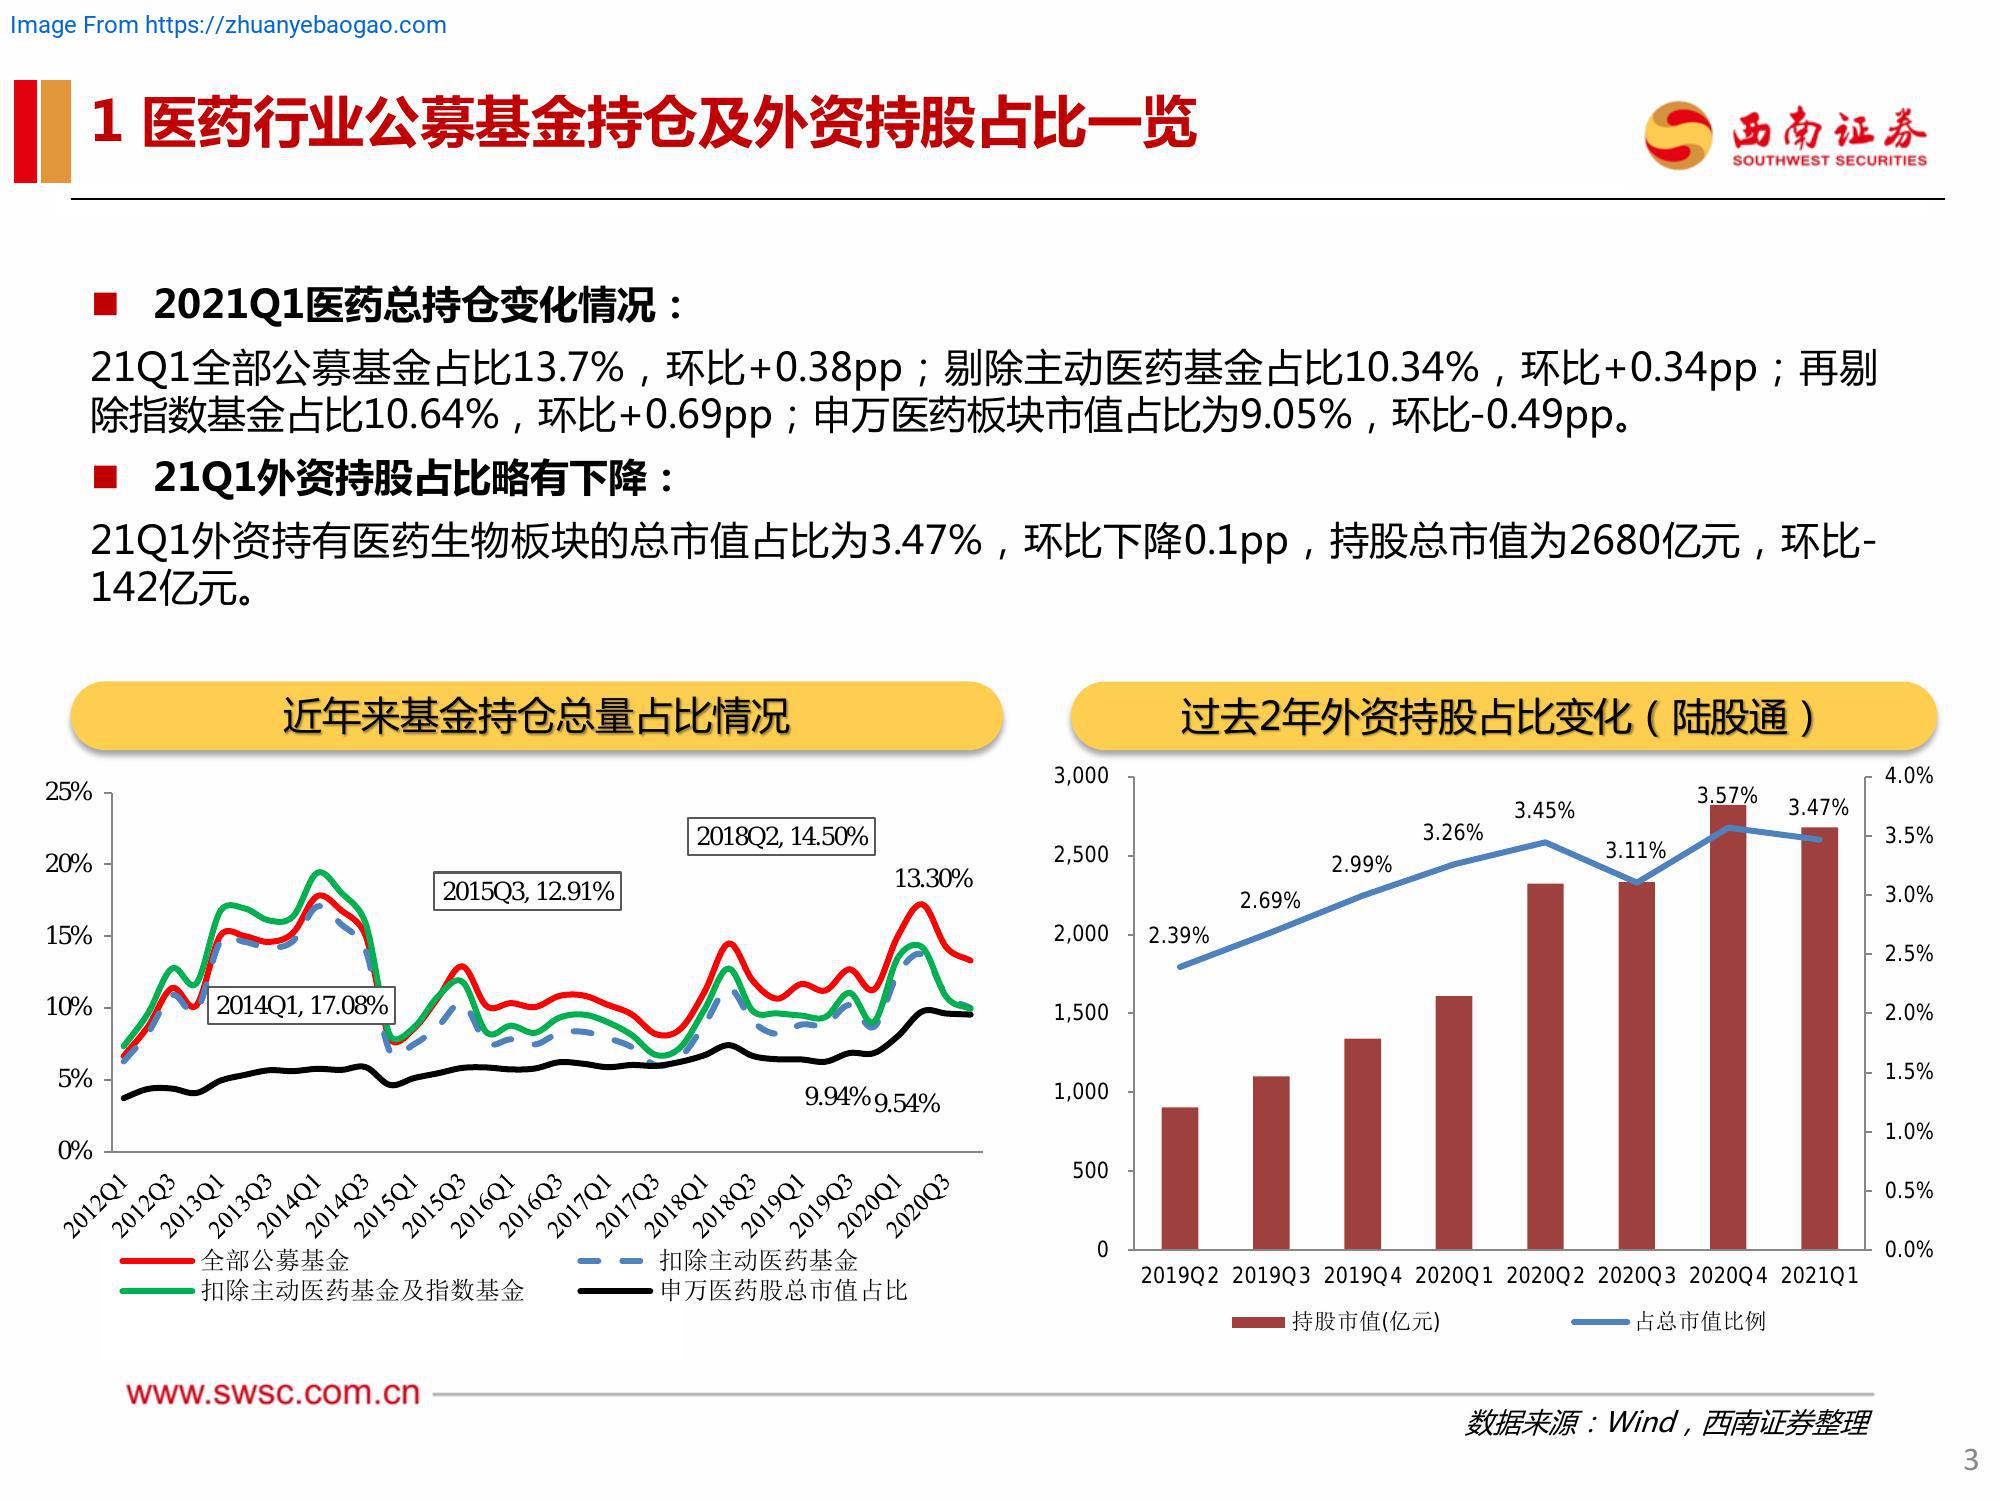 Image From https://zhuanyebaogao.com
1 医药行业公募基金持仓及外资持股占比一览
西南证券
SOUTHWEST SECURITIES
2021Q1医药总持仓变化情况：
21Q1全部公募基金占比13.7%，环比+0.38pp；剔除主动医药基金占比10.34%，环比+0.34pp；再剔
除指数基金占比10.64%，环比+0.69pp；申万医药板块市值占比为9.05%，环比-0.49pp。
21Q1外资持股占比略有下降：
21Q1外资持有医药生物板块的总市值占比为3.47%，环比下降0.1pp，持股总市值为2680亿元，环比-
142亿元。
近年来基金持仓总量占比情况
25%
20%
15%
10%
5%
0%
2018Q2, 14.50%
2015Q3, 12.91%
13.30%
2014Q1, 17.08%
9.94%
9.54%
2012Q1
2012Q3
2013Q1
2013Q3
2014Q1
2014Q3
2015Q1
2015Q3
2016Q1
2016Q3
2017Q1
2017Q3
2018Q1
2018Q3
2019Q1
2019Q3
2020Q1
2020Q3
全部公募基金
扣除主动医药基金
扣除主动医药基金及指数基金
申万医药股总市值占比
过去2年外资持股占比变化（陆股通）
3,000
2,500
2,000
1,500
1,000
500
0
4.0%
3.5%
3.0%
2.5%
2.0%
1.5%
1.0%
0.5%
0.0%
2.39%
2.69%
2.99%
3.26%
3.45%
3.11%
3.57%
3.47%
2019Q2 2019Q3 2019Q4 2020Q1 2020Q2 2020Q3 2020Q4 2021Q1
持股市值(亿元)
占总市值比例
www.swsc.com.cn
数据来源：Wind，西南证券整理
3